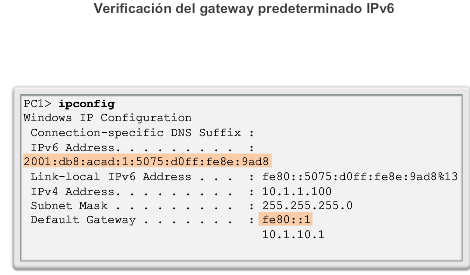 Verificación del gateway predeterminado IPv6
PC1> ipconfig
Windows IP Configuration
Connection-specific DNS Suffix :
IPv6 Address. . . . . . . . . :
2001:db8:acad:1:5075:d0ff:fe8e:9ad8
Link-local IPv6 Address . . . : fe80::5075:d0ff:fe8e:9ad8%13
IPv4 Address. . . . . . . . . : 10.1.1.100
Subnet Mask . . . . . . . . . : 255.255.255.0
Default Gateway . . . . . . . : fe80::1
10.1.10.1